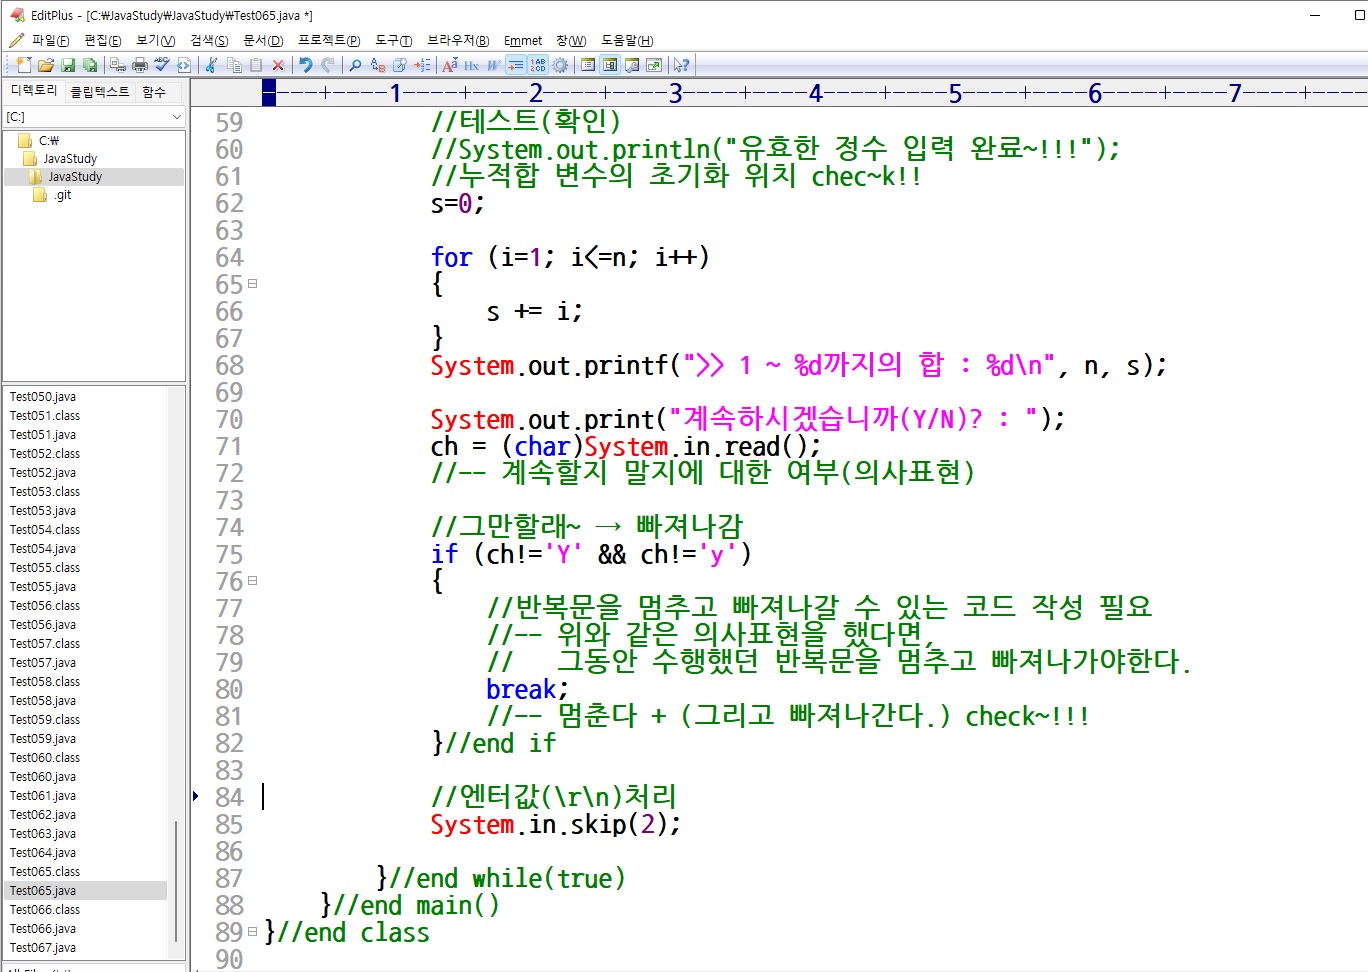 EditPlus - [C:₩JavaStudy₩JavaStudy₩Test065.java *]
파일(F) 편집(E) 보기(V) 검색(S) 문서(D) 프로젝트(P) 도구(T) 브라우저(B) Emmet 창(W) 도움말(H)
디렉토리 클립텍스트 함수
[C:]
C:₩
JavaStudy
JavaStudy
.git
Test050.java
Test051.class
Test051.java
Test052.class
Test052.java
Test053.class
Test053.java
Test054.class
Test054.java
Test055.class
Test055.java
Test056.class
Test056.java
Test057.class
Test057.java
Test058.class
Test058.java
Test059.class
Test059.java
Test060.class
Test060.java
Test061.java
Test062.java
Test063.java
Test064.java
Test065.class
Test065.java
Test066.class
Test066.java
Test067.java
----+----1----+----2----+----3----+----4----+----5----+----6----+----7----+----
59 //테스트(확인)
60 //System.out.println("유효한 정수 입력 완료~!!!");
61 //누적합 변수의 초기화 위치 chec~k!!
62 s=0;
63
64 for (i=1; i<=n; i++)
65 {
66 s += i;
67 }
68 System.out.printf(">> 1 ~ %d까지의 합 : %d\n", n, s);
69
70 System.out.print("계속하시겠습니까(Y/N)? : ");
71 ch = (char)System.in.read();
72 //-- 계속할지 말지에 대한 여부(의사표현)
73
74 //그만할래~ → 빠져나감
75 if (ch!='Y' && ch!='y')
76 {
77 //반복문을 멈추고 빠져나갈 수 있는 코드 작성 필요
78 //-- 위와 같은 의사표현을 했다면,
79 // 그동안 수행했던 반복문을 멈추고 빠져나가야한다.
80 break;
81 //-- 멈춘다 + (그리고 빠져나간다.) check~!!!
82 }//end if
83
84 //엔터값(\r\n)처리
85 System.in.skip(2);
86
87 }//end while(true)
88 }//end main()
89 }//end class
90